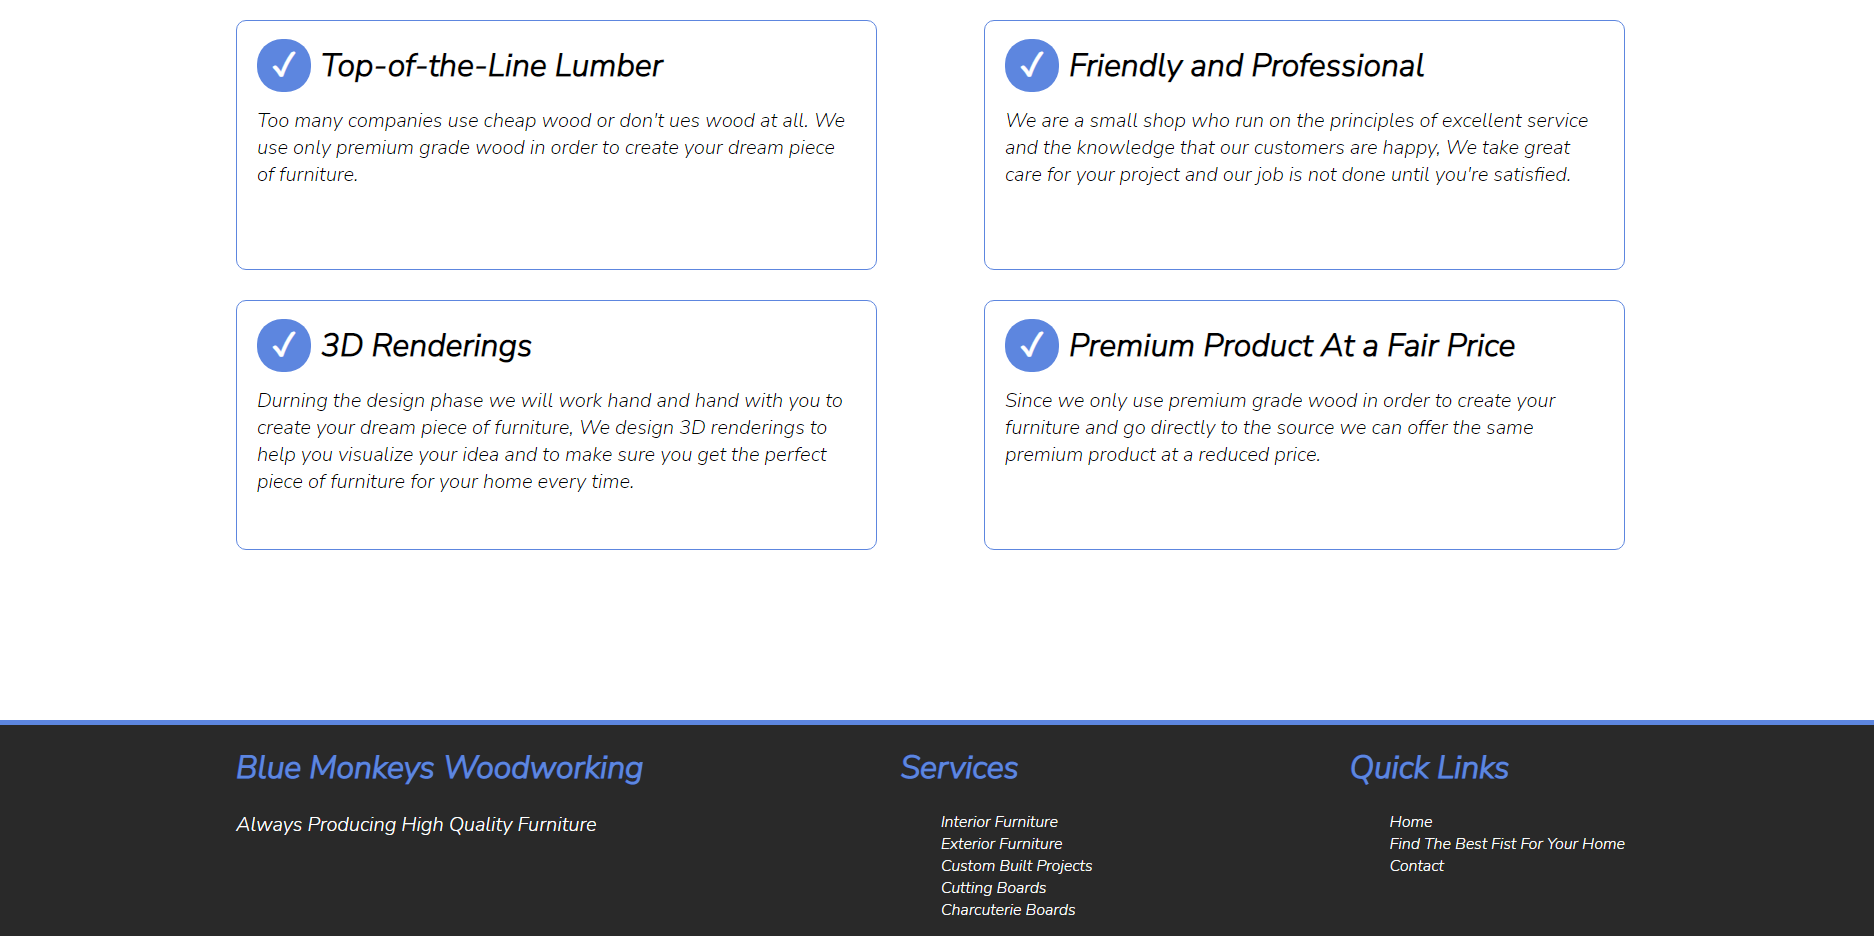 Top-of-the-Line Lumber
Too many companies use cheap wood or don't ues wood at all. We
use only premium grade wood in order to create your dream piece
of furniture.
Friendly and Professional
We are a small shop who run on the principles of excellent service
and the knowledge that our customers are happy, We take great
care for your project and our job is not done until you're satisfied.
3D Renderings
Durning the design phase we will work hand and hand with you to
create your dream piece of furniture, We design 3D renderings to
help you visualize your idea and to make sure you get the perfect
piece of furniture for your home every time.
Premium Product At a Fair Price
Since we only use premium grade wood in order to create your
furniture and go directly to the source we can offer the same
premium product at a reduced price.
Blue Monkeys Woodworking
Always Producing High Quality Furniture
Services
Interior Furniture
Exterior Furniture
Custom Built Projects
Cutting Boards
Charcuterie Boards
Quick Links
Home
Find The Best Fist For Your Home
Contact